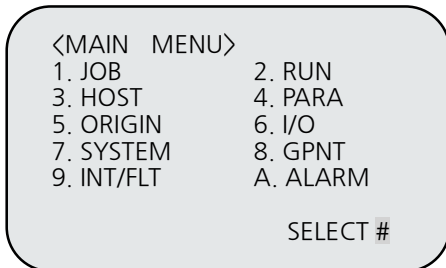 〈MAIN MENU〉
1. JOB 2. RUN
3. HOST 4. PARA
5. ORIGIN 6. I/O
7. SYSTEM 8. GPNT
9. INT/FLT A. ALARM
SELECT #